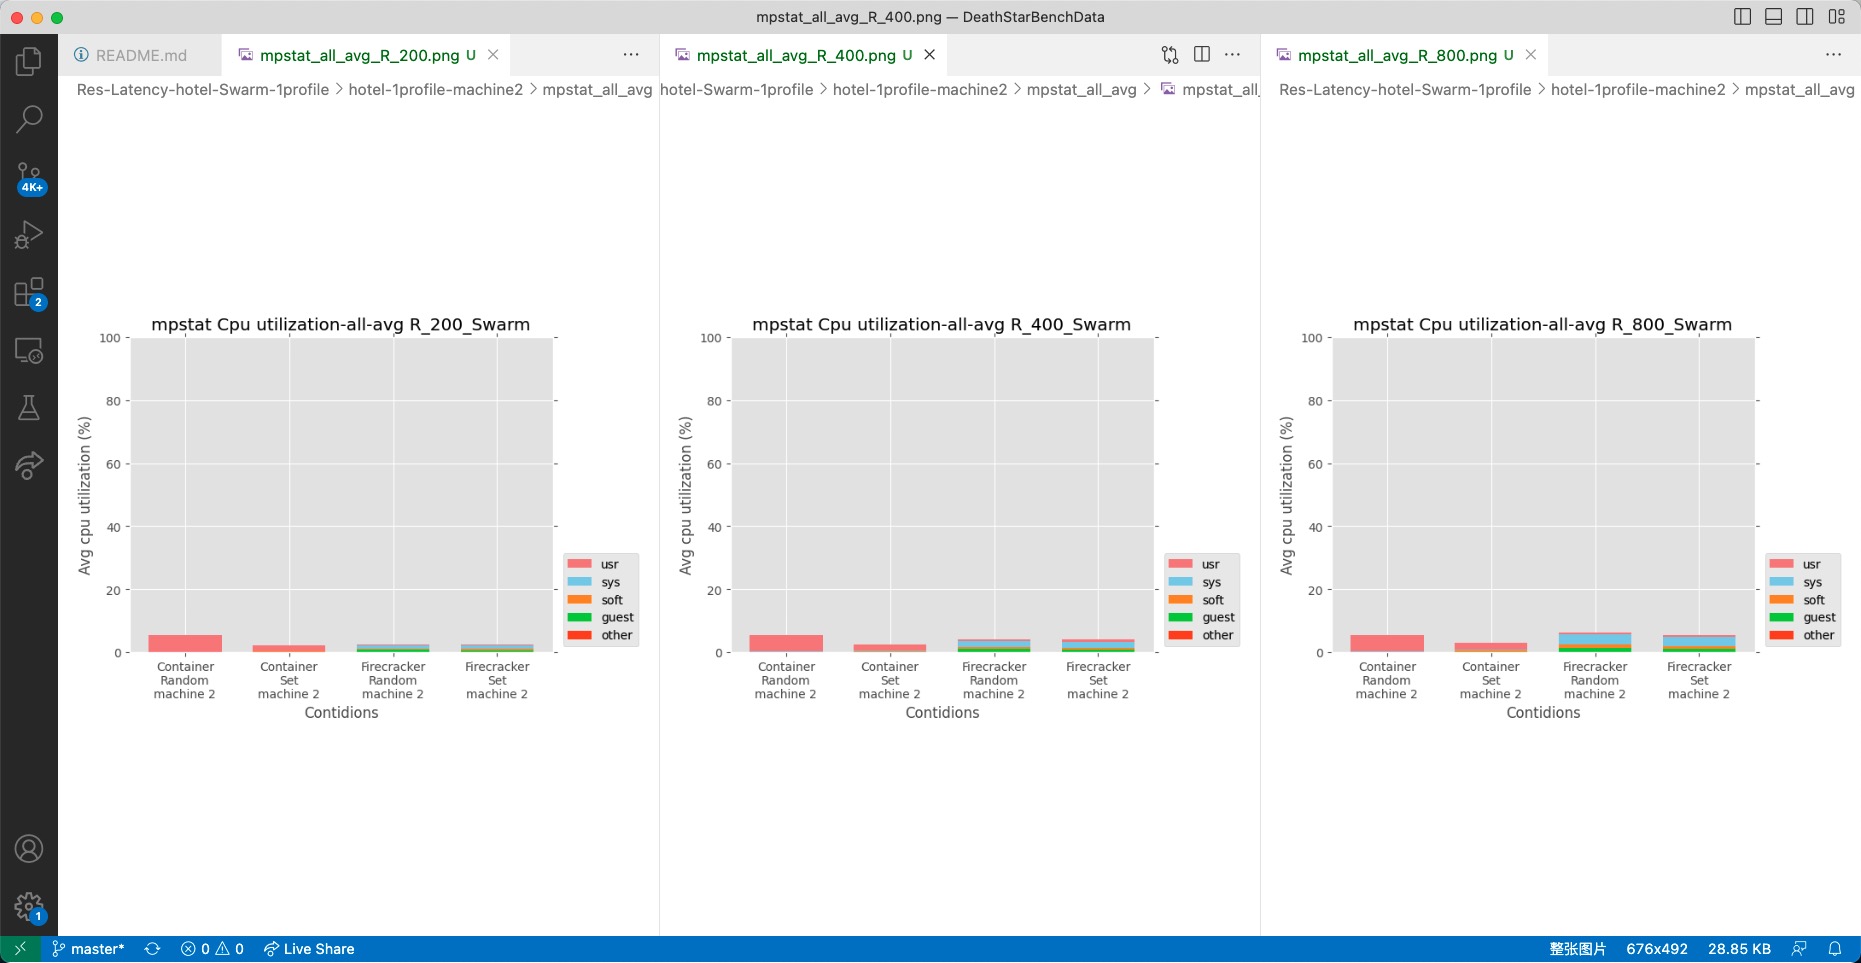 mpstat_all_avg_R_400.png — DeathStarBenchData
README.md
mpstat_all_avg_R_200.png U
mpstat_all_avg_R_400.png U
mpstat_all_avg_R_800.png U
Res-Latency-hotel-Swarm-1profile > hotel-1profile-machine2 > mpstat_all_avg
hotel-Swarm-1profile > hotel-1profile-machine2 > mpstat_all_avg > mpstat_all_
Res-Latency-hotel-Swarm-1profile > hotel-1profile-machine2 > mpstat_all_avg
4K+
2
1
mpstat Cpu utilization-all-avg R_200_Swarm
Avg cpu utilization (%)
100
80
60
40
20
0
usr
sys
soft
guest
other
Container
Random
machine 2
Container
Set
machine 2
Firecracker
Random
machine 2
Firecracker
Set
machine 2
Contidions
mpstat Cpu utilization-all-avg R_400_Swarm
Avg cpu utilization (%)
100
80
60
40
20
0
usr
sys
soft
guest
other
Container
Random
machine 2
Container
Set
machine 2
Firecracker
Random
machine 2
Firecracker
Set
machine 2
Contidions
mpstat Cpu utilization-all-avg R_800_Swarm
Avg cpu utilization (%)
100
80
60
40
20
0
usr
sys
soft
guest
other
Container
Random
machine 2
Container
Set
machine 2
Firecracker
Random
machine 2
Firecracker
Set
machine 2
Contidions
master*
0
0
Live Share
整张图片
676x492
28.85 KB